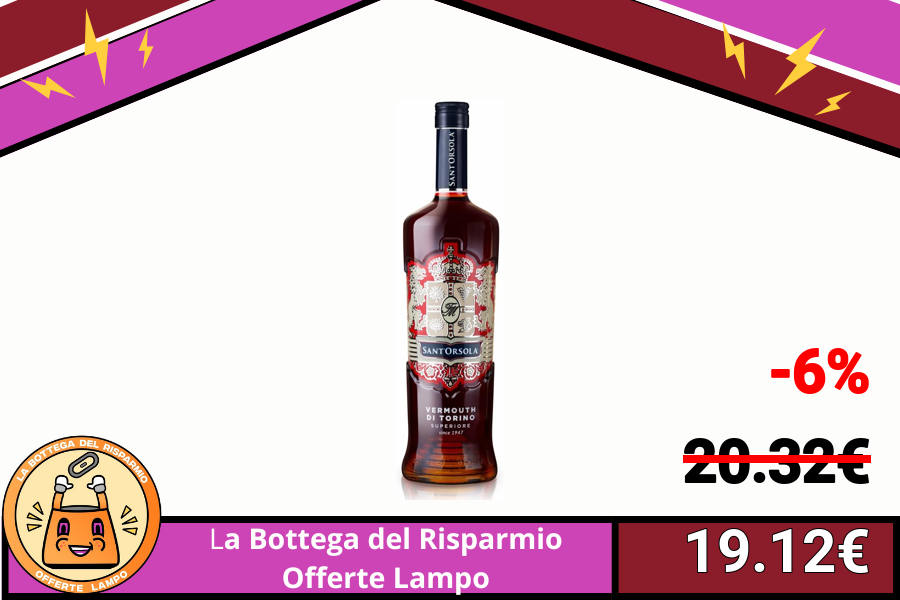 SANT'ORSOLA
SANT'ORSOLA
VERMOUTH
DI TORINO
SUPERIORE
since 1947
-6%
20.32€
19.12€
LA BOTTEGA DEL RISPARMIO
OFFERTE LAMPO
La Bottega del Risparmio
Offerte Lampo